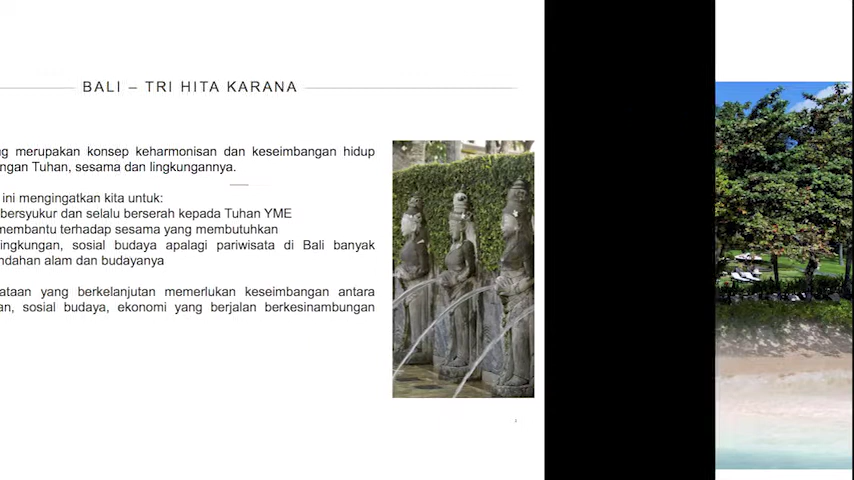 BALI – TRI HITA KARANA
ng merupakan konsep keharmonisan dan keseimbangan hidup
ngan Tuhan, sesama dan lingkungannya.
ini mengingatkan kita untuk:
bersyukur dan selalu berserah kepada Tuhan YME
membantu terhadap sesama yang membutuhkan
ingkungan, sosial budaya apalagi pariwisata di Bali banyak
ndahan alam dan budayanya
ataan yang berkelanjutan memerlukan keseimbangan antara
an, sosial budaya, ekonomi yang berjalan berkesinambungan